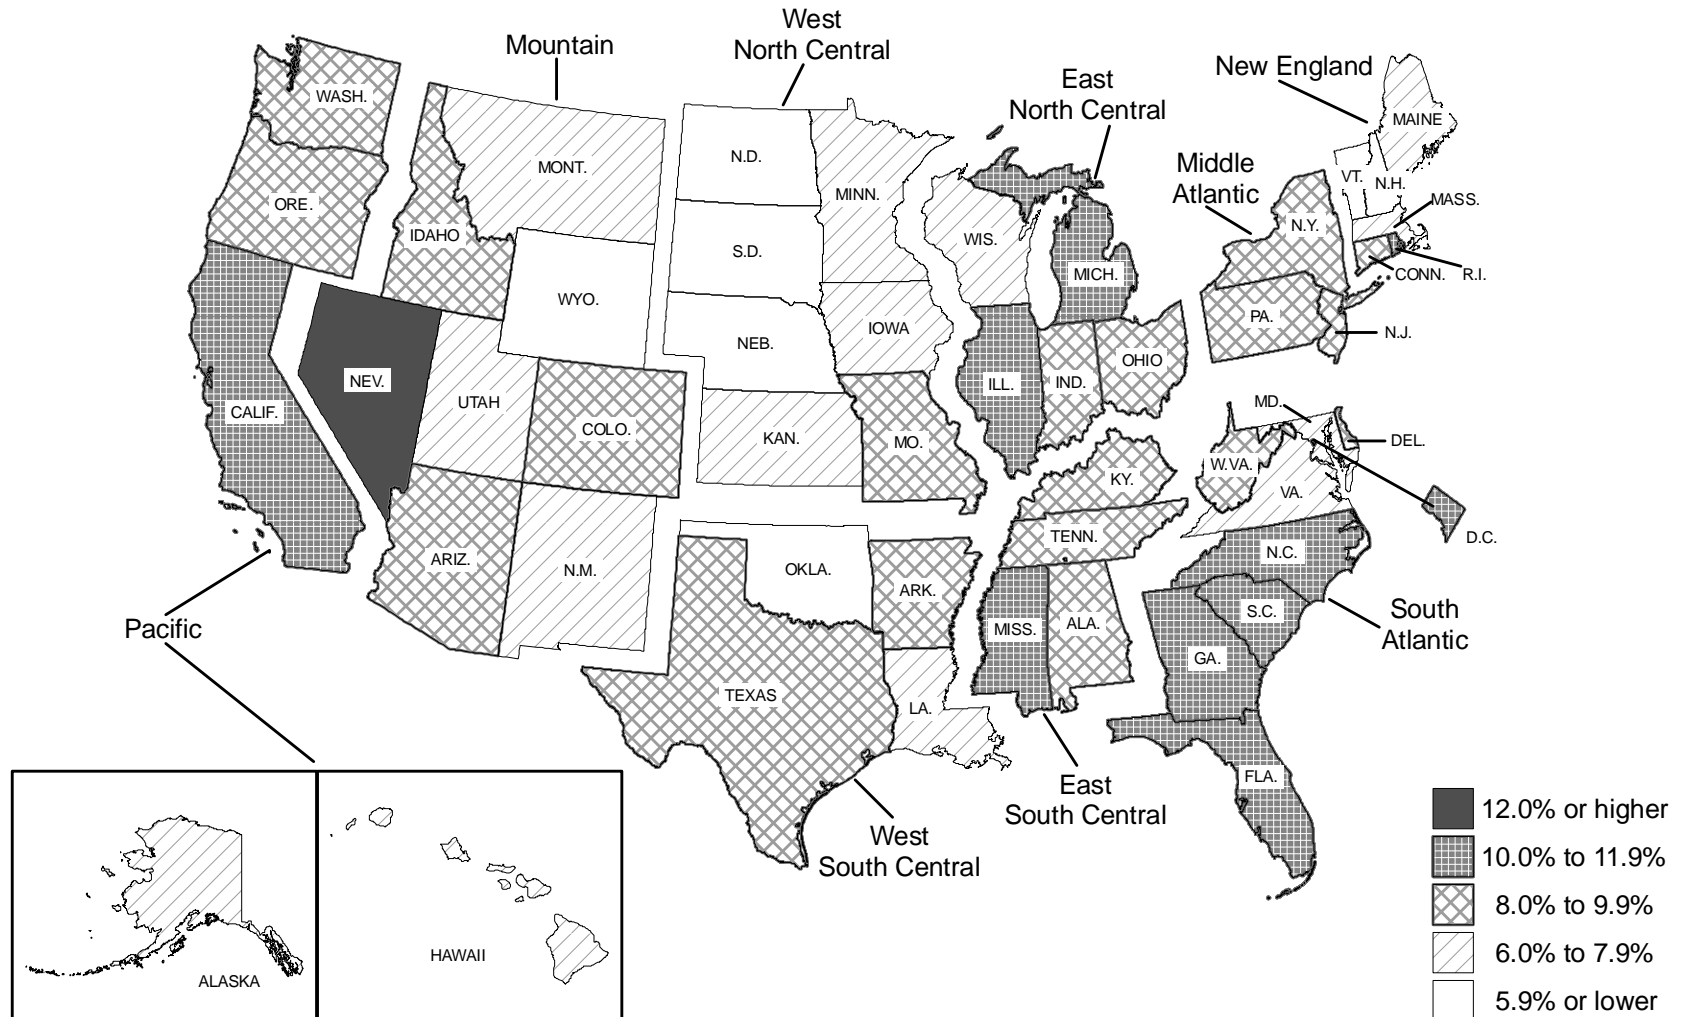 West
North Central
Mountain
East
North Central
New England
Middle
Atlantic
WASH.
MONT.
N.D.
MINN.
MAINE
VT.
N.H.
MASS.
ORE.
IDAHO
S.D.
WIS.
N.Y.
MICH.
CONN.
R.I.
WYO.
IOWA
PA.
N.J.
NEB.
OHIO
NEV.
UTAH
CALIF.
COLO.
KAN.
MO.
ILL.
IND.
MD.
DEL.
W.VA.
KY.
VA.
D.C.
TENN.
N.C.
ARIZ.
N.M.
OKLA.
ARK.
S.C.
South
Atlantic
MISS.
ALA.
GA.
Pacific
TEXAS
LA.
FLA.
East
South Central
West
South Central
HAWAII
ALASKA
12.0% or higher
10.0% to 11.9%
8.0% to 9.9%
6.0% to 7.9%
5.9% or lower